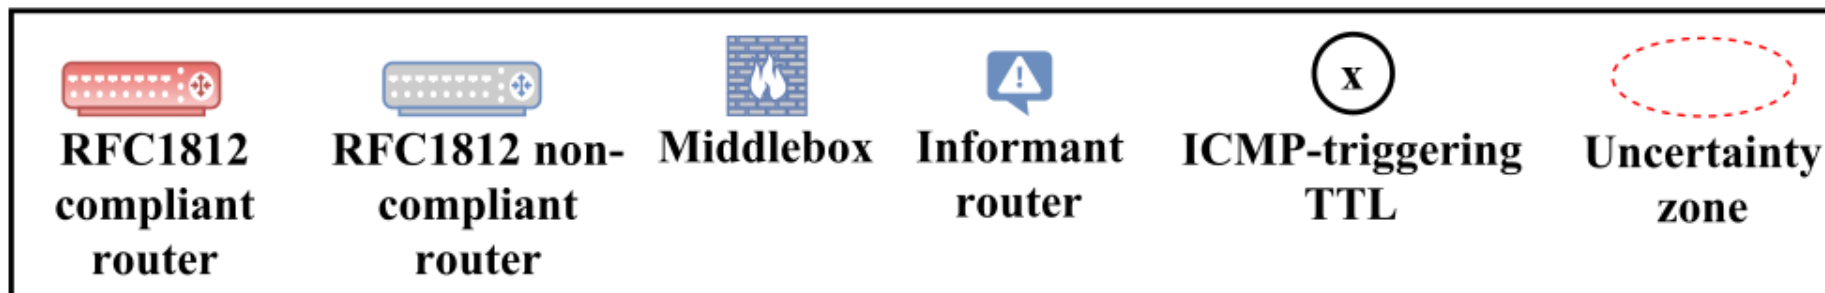 x
RFC1812
compliant
router
RFC1812 non-
compliant
router
Middlebox
Informant
router
ICMP-triggering
TTL
Uncertainty
zone